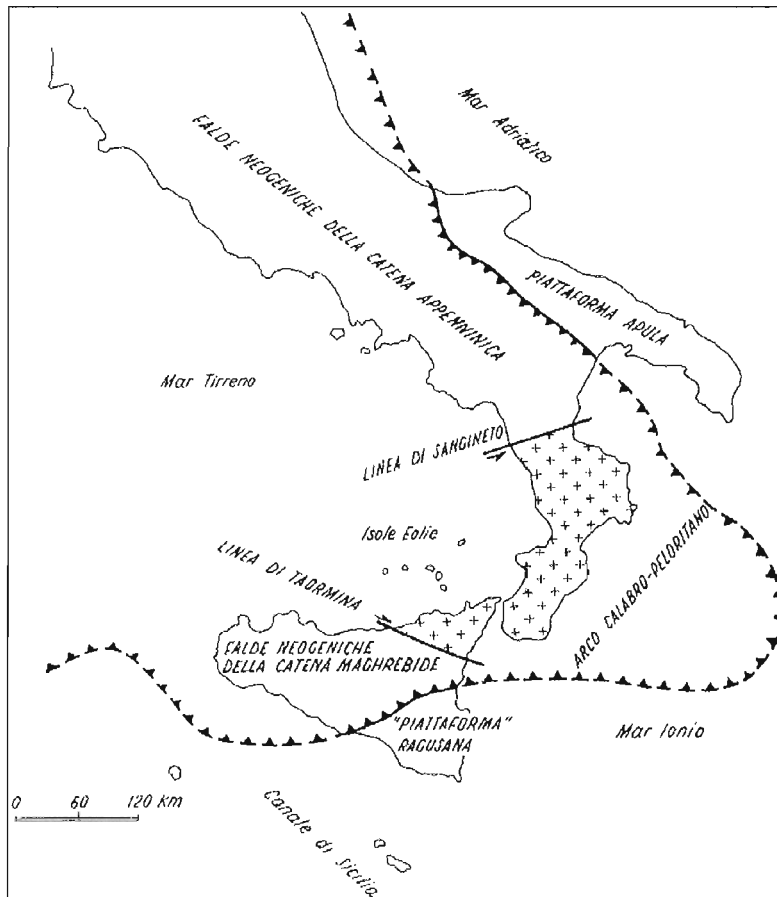 Mar Adriatico
FALDE NEOGENICHE DELLA CATENA APPENNINICA
PIATTAFORMA APULA
Mar Tirreno
LINEA DI SANGINETO
Isole Eolie
LINEA DI TAORMINA
ARCO CALABRO-PELORITANO
FALDE NEOGENICHE
DELLA CATENA MAGHREBIDE
"PIATTAFORMA"
RAGUSANA
Mar Ionio
0 60 120 Km
Canale di Sicilia